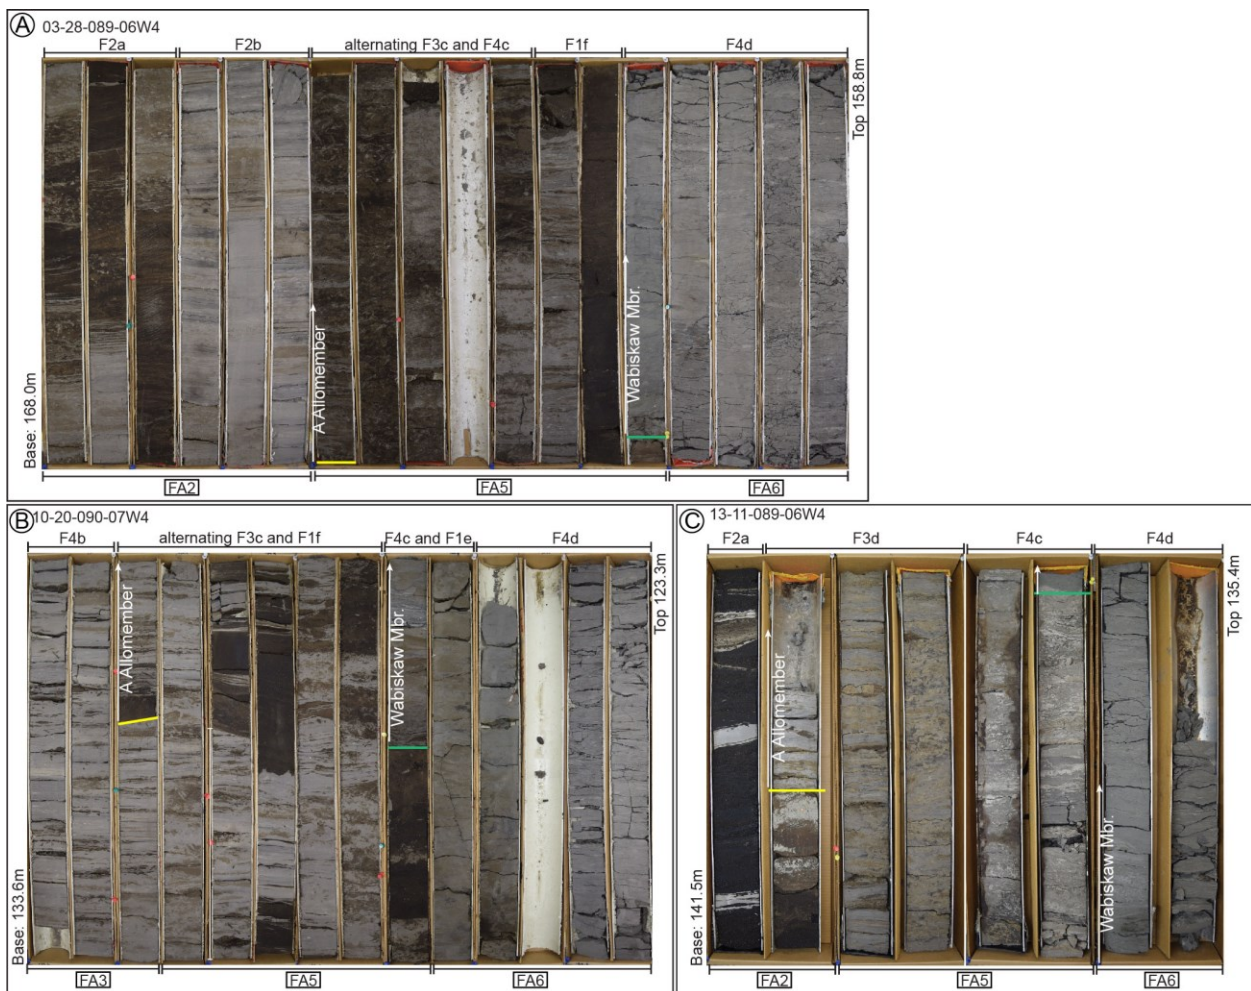 A 03-28-089-06W4
F2a F2b alternating F3c and F4c F1f F4d
Top 158.8m
Base: 168.0m
A Allomember
Wabiskaw Mbr.
FA2 FA5 FA6
B 10-20-090-07W4
F4b alternating F3c and F1f F4c and F1e F4d
Top 123.3m
Base: 133.6m
A Allomember
Wabiskaw Mbr.
FA3 FA5 FA6
C 13-11-089-06W4
F2a F3d F4c F4d
Top 135.4m
Base: 141.5m
A Allomember
Wabiskaw Mbr.
FA2 FA5 FA6